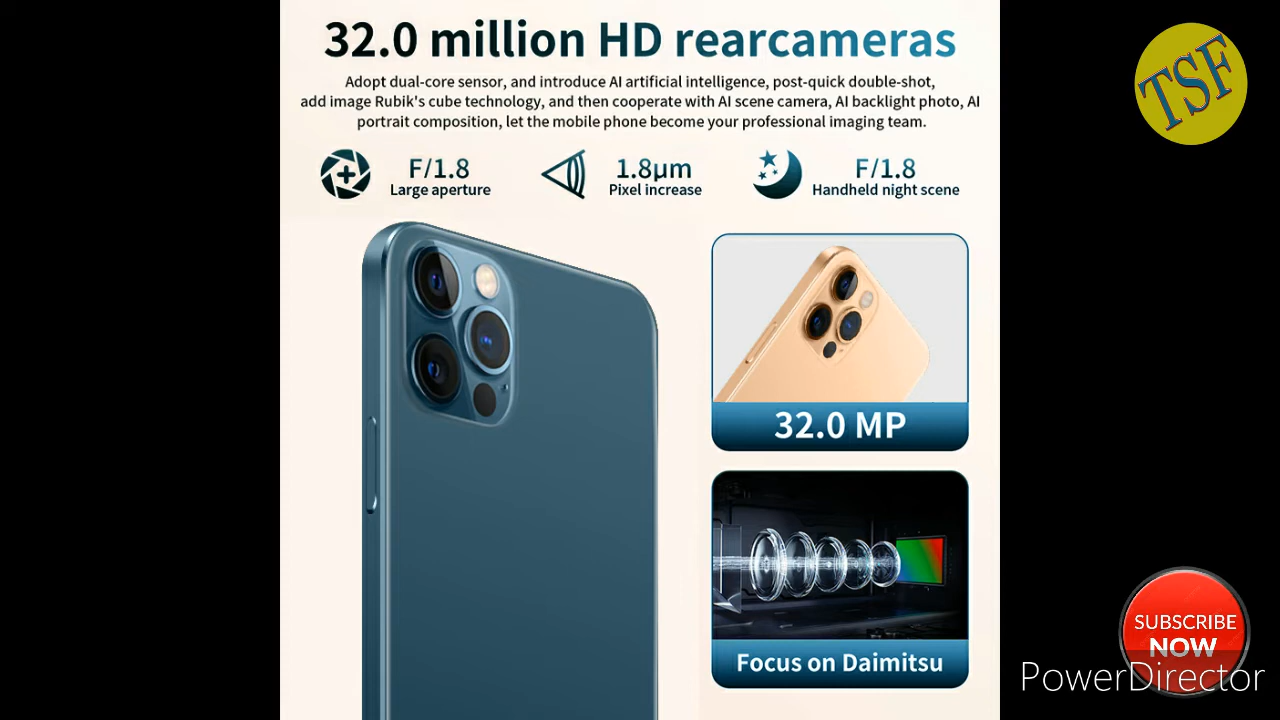 32.0 million HD rearcameras
TSF
Adopt dual-core sensor, and introduce AI artificial intelligence, post-quick double-shot,
add image Rubik's cube technology, and then cooperate with AI scene camera, AI backlight photo, AI
portrait composition, let the mobile phone become your professional imaging team.
F/1.8
Large aperture
1.8μm
Pixel increase
F/1.8
Handheld night scene
32.0 MP
Focus on Daimitsu
SUBSCRIBE
NOW
PowerDirector